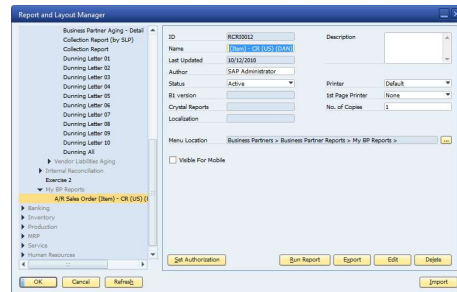 Report and Layout Manager
Business Partner Aging - Detail
Collection Report (by SLP)
Collection Report
Dunning Letter 01
Dunning Letter 02
Dunning Letter 03
Dunning Letter 04
Dunning Letter 05
Dunning Letter 06
Dunning Letter 07
Dunning Letter 08
Dunning Letter 09
Dunning Letter 10
Dunning All
Vendor Liabilities Aging
Internal Reconciliation
Exercise 2
My BP Reports
A/R Sales Order (Item) - CR (US) (
Banking
Inventory
Production
MRP
Service
Human Resources
ID RCRI0012
Name (Item) - CR (US) (DAN)
Last Updated 10/12/2010
Author SAP Administrator
Status Active
B1 version
Crystal Reports
Localization
Description
Printer Default
1st Page Printer None
No. of Copies 1
Menu Location Business Partners > Business Partner Reports > My BP Reports > ...
Visible For Mobile
Set Authorization Run Report Export Edit Delete
OK Cancel Refresh Import